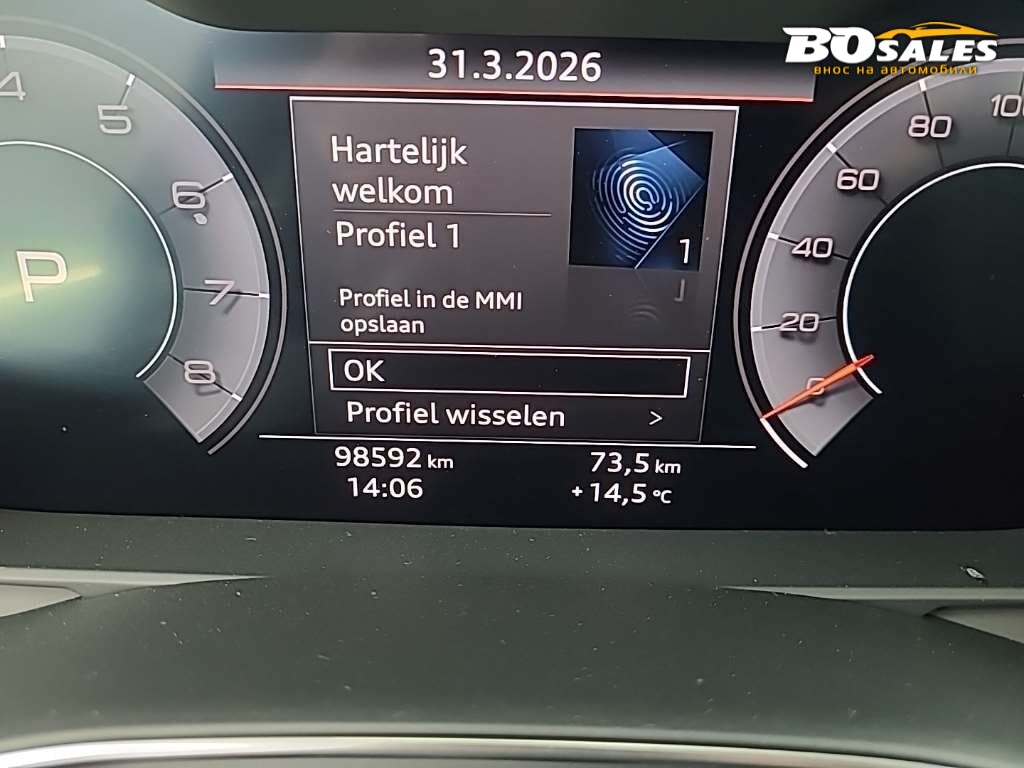 BOSALES
внос на автомобили
31.3.2026
4
5
6
7
8
P
Hartelijk
welkom
Profiel 1
1
Profiel in de MMI
opslaan
OK
Profiel wisselen >
98592 km
73,5 km
14:06
+14,5 °C
100
80
60
40
20
0